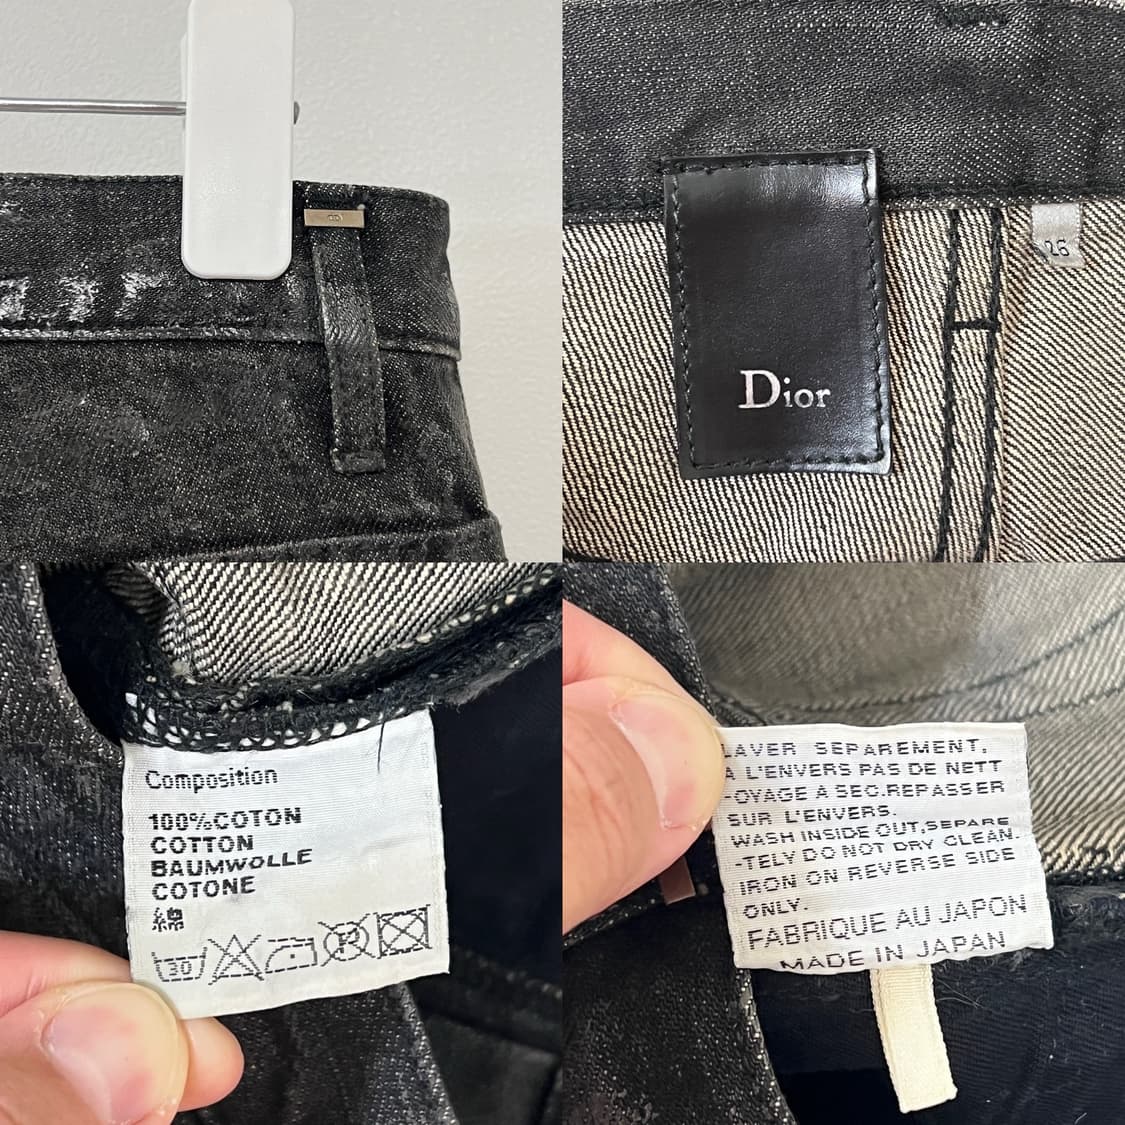 Dior
26
Composition
100%COTON
COTTON
BAUMWOLLE
COTONE
綿
30
P
LAVER SEPAREMENT,
A L'ENVERS PAS DE NETT
-OYAGE A SEC.REPASSER
SUR L'ENVERS.
WASH INSIDE OUT,SEPARE
-TELY DO NOT DRY CLEAN.
IRON ON REVERSE SIDE
ONLY.
FABRIQUE AU JAPON
MADE IN JAPAN